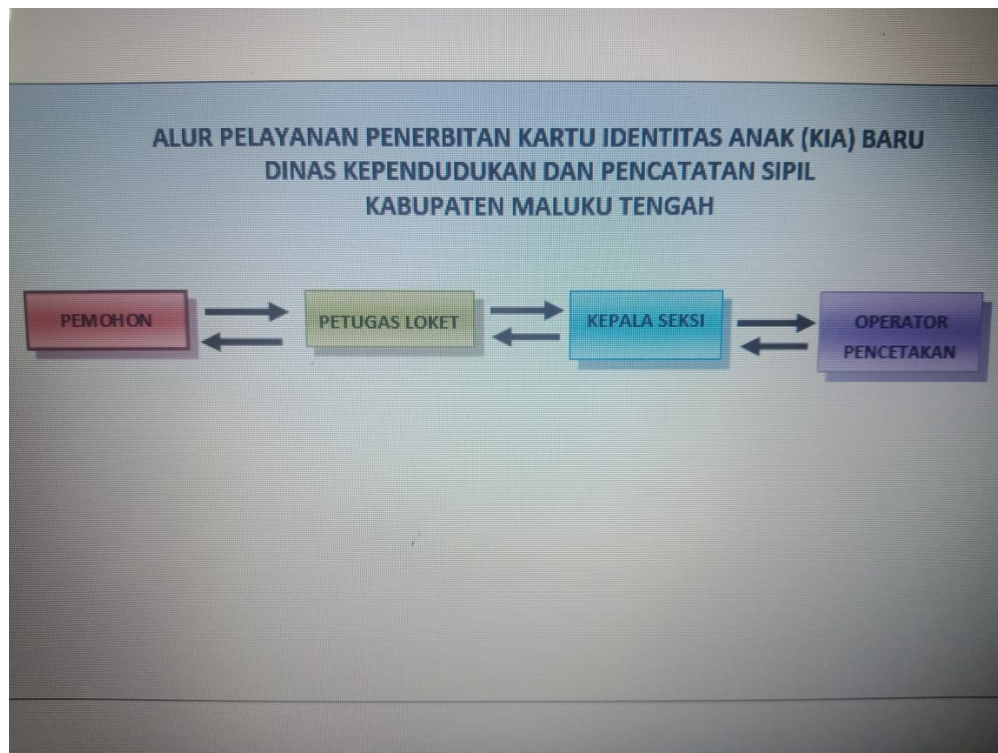 ALUR PELAYANAN PENERBITAN KARTU IDENTITAS ANAK (KIA) BARU
DINAS KEPENDUDUKAN DAN PENCATATAN SIPIL
KABUPATEN MALUKU TENGAH
PEMOHON
PETUGAS LOKET
KEPALA SEKSI
OPERATOR
PENCETAKAN